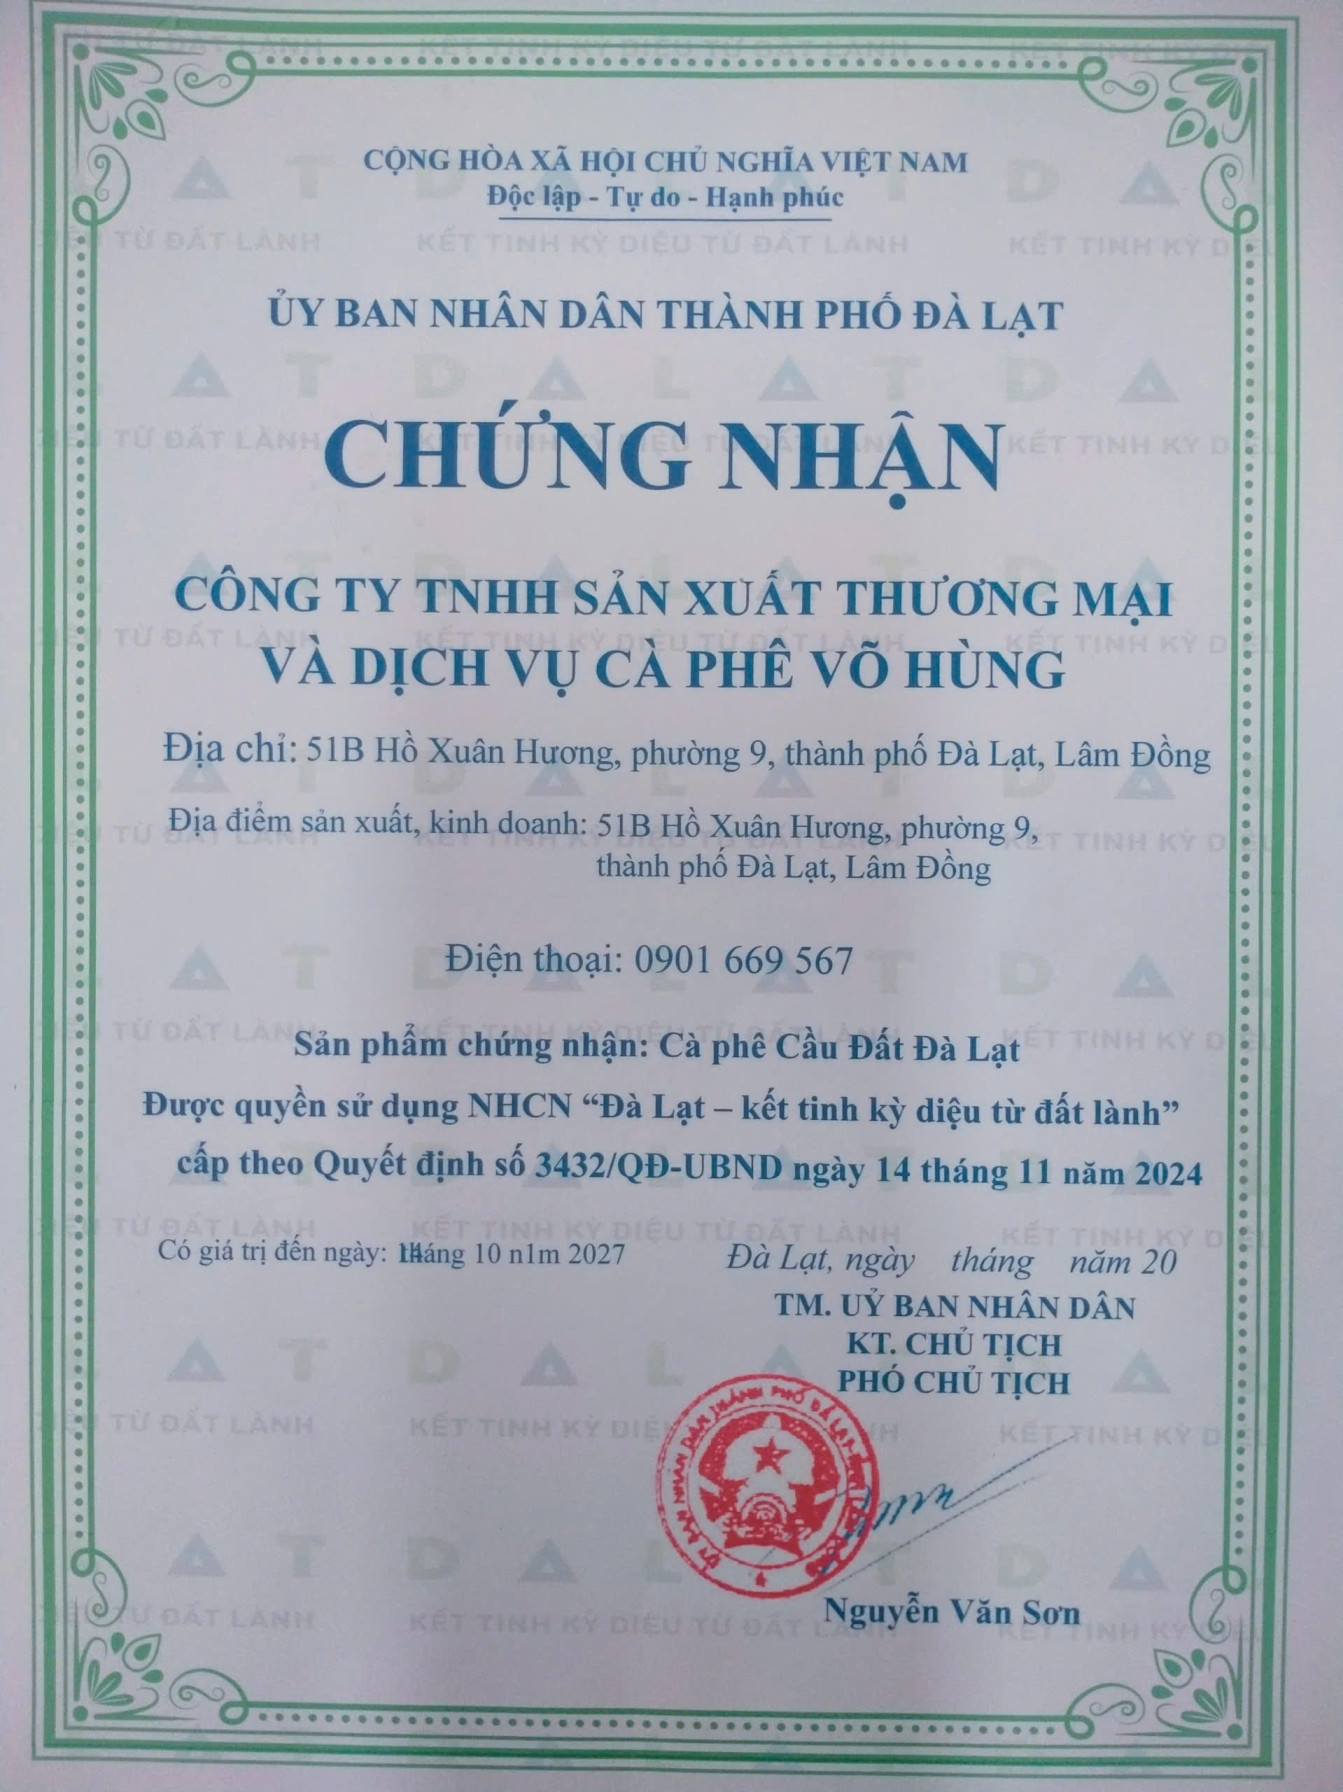 CỘNG HÒA XÃ HỘI CHỦ NGHĨA VIỆT NAM
Độc lập - Tự do - Hạnh phúc
ỦY BAN NHÂN DÂN THÀNH PHỐ ĐÀ LẠT
CHỨNG NHẬN
CÔNG TY TNHH SẢN XUẤT THƯƠNG MẠI
VÀ DỊCH VỤ CÀ PHÊ VÕ HÙNG
Địa chỉ: 51B Hồ Xuân Hương, phường 9, thành phố Đà Lạt, Lâm Đồng
Địa điểm sản xuất, kinh doanh: 51B Hồ Xuân Hương, phường 9,
thành phố Đà Lạt, Lâm Đồng
Điện thoại: 0901 669 567
Sản phẩm chứng nhận: Cà phê Cầu Đất Đà Lạt
Được quyền sử dụng NHCN “Đà Lạt – kết tinh kỳ diệu từ đất lành”
cấp theo Quyết định số 3432/QĐ-UBND ngày 14 tháng 11 năm 2024
Có giá trị đến ngày: tháng 10 n1m 2027
Đà Lạt, ngày tháng năm 20
TM. UỶ BAN NHÂN DÂN
KT. CHỦ TỊCH
PHÓ CHỦ TỊCH
Nguyễn Văn Sơn